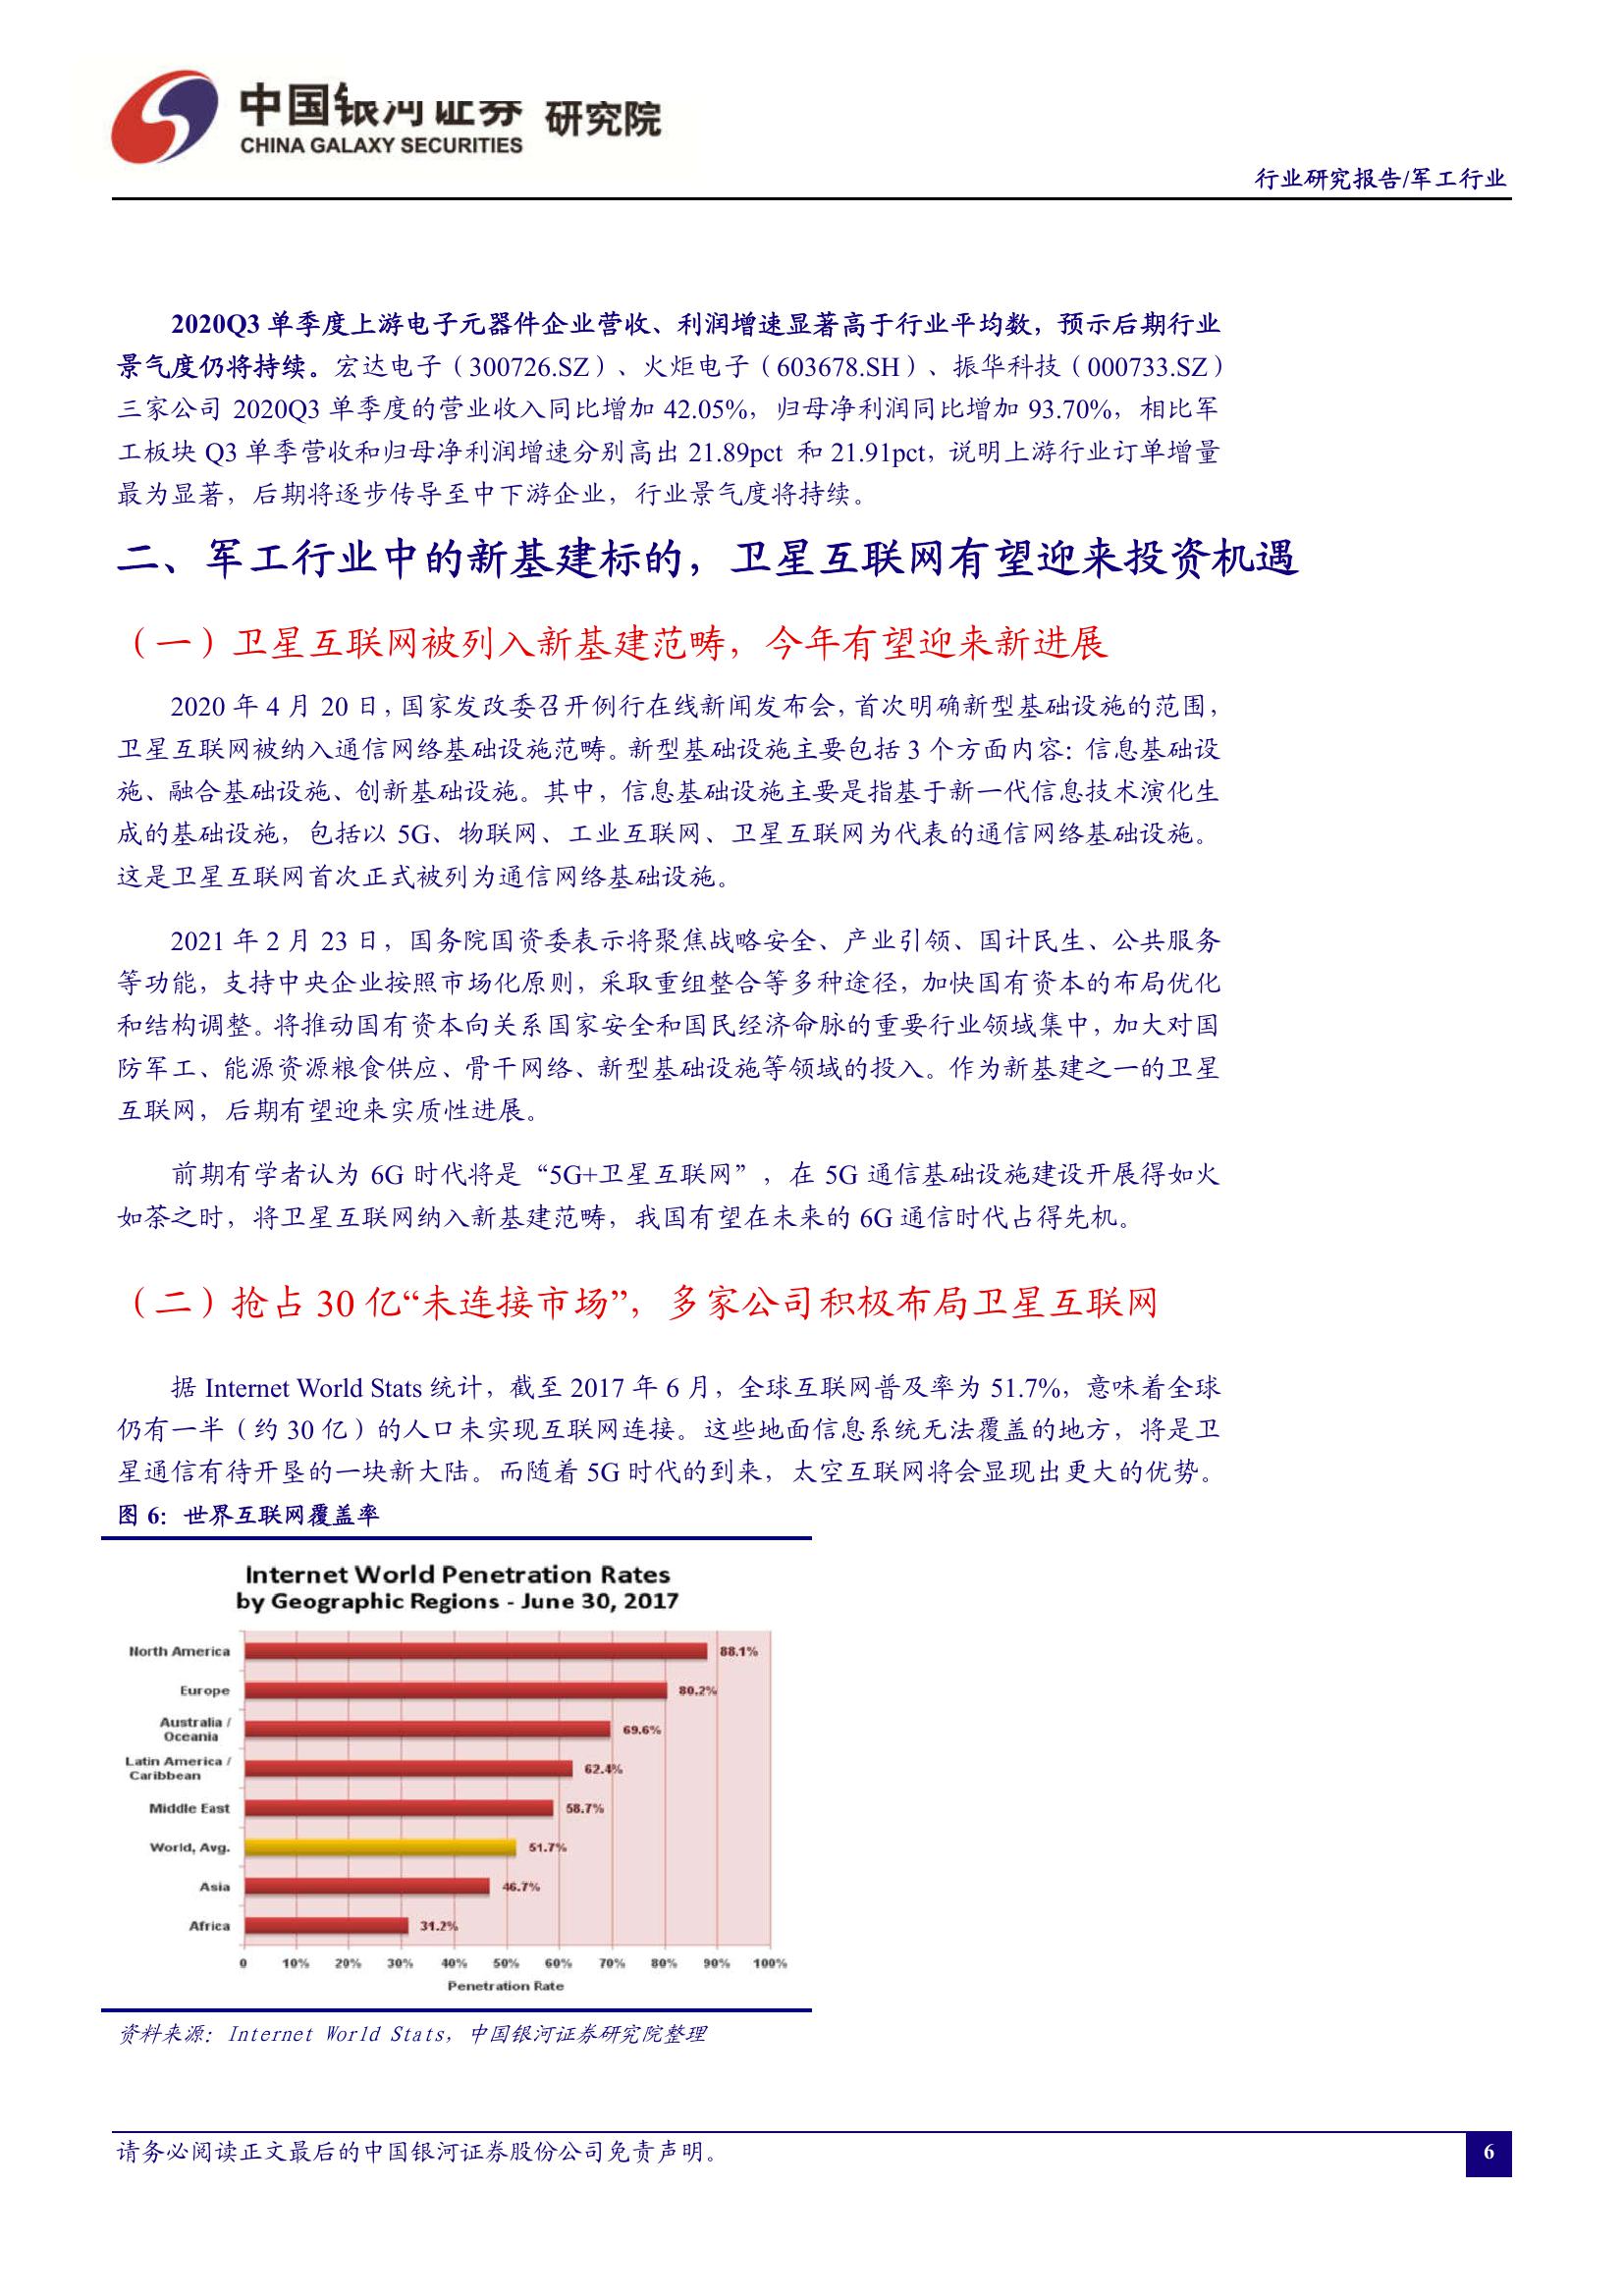 中国银河证券 研究院
CHINA GALAXY SECURITIES
行业研究报告/军工行业
2020Q3 单季度上游电子元器件企业营收、利润增速显著高于行业平均数，预示后期行业
景气度仍将持续。宏达电子（300726.SZ）、火炬电子（603678.SH）、振华科技（000733.SZ）
三家公司 2020Q3 单季度的营业收入同比增加 42.05%，归母净利润同比增加 93.70%，相比军
工板块 Q3 单季营收和归母净利润增速分别高出 21.89pct 和 21.91pct，说明上游行业订单增量
最为显著，后期将逐步传导至中下游企业，行业景气度将持续。
二、军工行业中的新基建标的，卫星互联网有望迎来投资机遇
（一）卫星互联网被列入新基建范畴，今年有望迎来新进展
2020 年 4 月 20 日，国家发改委召开例行在线新闻发布会，首次明确新型基础设施的范围，
卫星互联网被纳入通信网络基础设施范畴。新型基础设施主要包括 3 个方面内容：信息基础设
施、融合基础设施、创新基础设施。其中，信息基础设施主要是指基于新一代信息技术演化生
成的基础设施，包括以 5G、物联网、工业互联网、卫星互联网为代表的通信网络基础设施。
这是卫星互联网首次正式被列为通信网络基础设施。
2021 年 2 月 23 日，国务院国资委表示将聚焦战略安全、产业引领、国计民生、公共服务
等功能，支持中央企业按照市场化原则，采取重组整合等多种途径，加快国有资本的布局优化
和结构调整。将推动国有资本向关系国家安全和国民经济命脉的重要行业领域集中，加大对国
防军工、能源资源粮食供应、骨干网络、新型基础设施等领域的投入。作为新基建之一的卫星
互联网，后期有望迎来实质性进展。
前期有学者认为 6G 时代将是“5G+卫星互联网”，在 5G 通信基础设施建设开展得如火
如荼之时，将卫星互联网纳入新基建范畴，我国有望在未来的 6G 通信时代占得先机。
（二）抢占 30 亿“未连接市场”，多家公司积极布局卫星互联网
据 Internet World Stats 统计，截至 2017 年 6 月，全球互联网普及率为 51.7%，意味着全球
仍有一半（约 30 亿）的人口未实现互联网连接。这些地面信息系统无法覆盖的地方，将是卫
星通信有待开垦的一块新大陆。而随着 5G 时代的到来，太空互联网将会显现出更大的优势。
图 6：世界互联网覆盖率
Internet World Penetration Rates
by Geographic Regions - June 30, 2017
North America 88.1%
Europe 80.2%
Australia /
Oceania 69.6%
Latin America /
Caribbean 62.4%
Middle East 58.7%
World, Avg. 51.7%
Asia 46.7%
Africa 31.2%
0 10% 20% 30% 40% 50% 60% 70% 80% 90% 100%
Penetration Rate
资料来源：Internet World Stats，中国银河证券研究院整理
请务必阅读正文最后的中国银河证券股份公司免责声明。
6